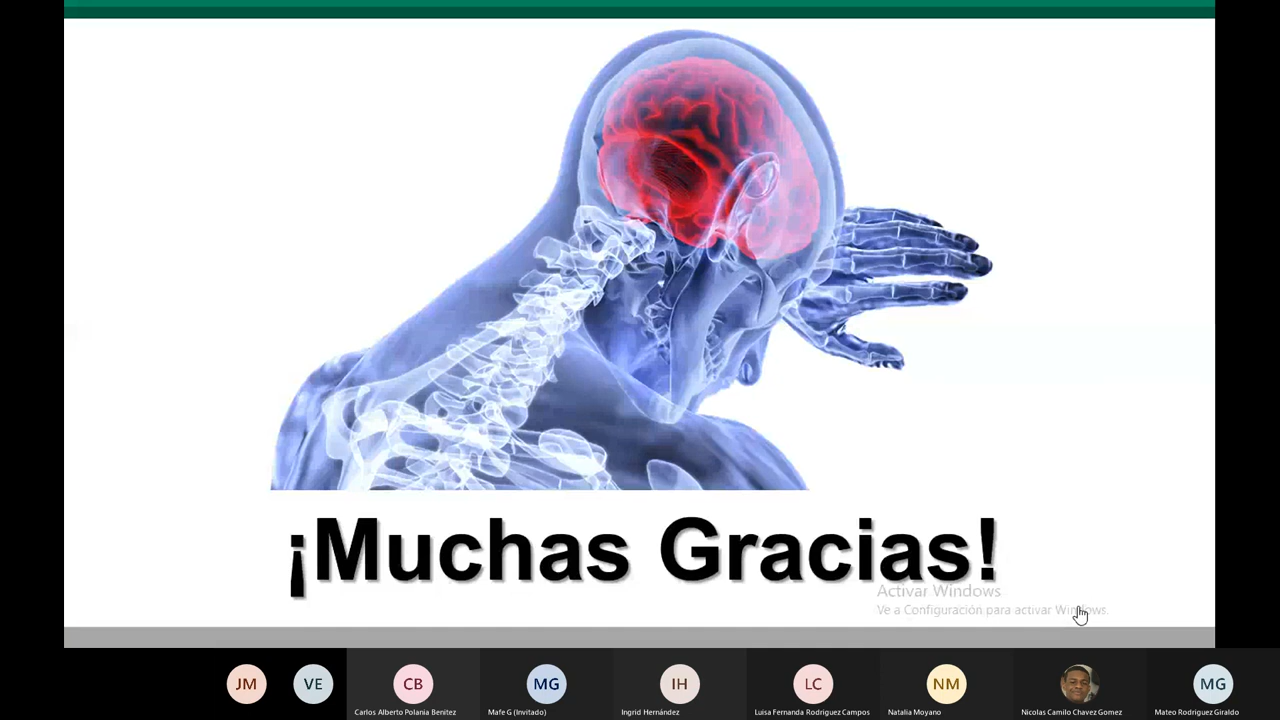 ¡Muchas Gracias!
Activar Windows
Ve a Configuración para activar Windows.
JM
VE
CB
MG
IH
LC
NM
MG
Carlos Alberto Polania Benitez
Mafe G (Invitado)
Ingrid Hernández
Luisa Fernanda Rodriguez Campos
Natalia Moyano
Nicolas Camilo Chavez Gomez
Mateo Rodriguez Giraldo